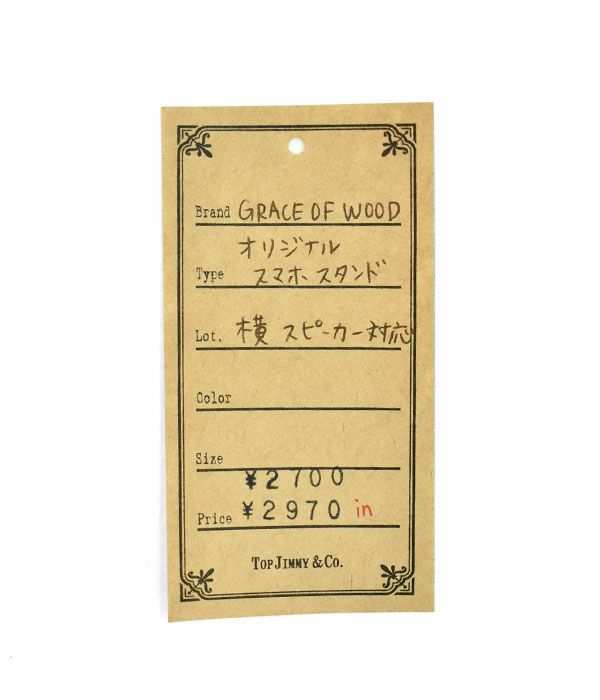 Brand GRACE OF WOOD
オリジナル
Type スマホスタンド
Lot. 横 スピーカー対応
Color
Size
¥2700
Price ¥2970 in
TOP JIMMY & CO.